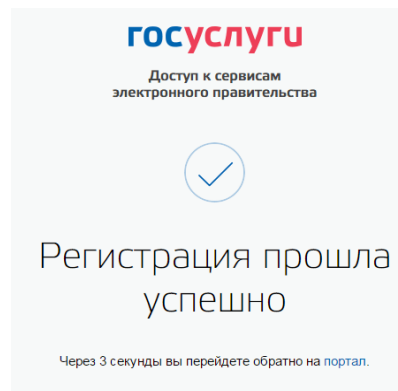 госуслуги
Доступ к сервисам
электронного правительства
Регистрация прошла
успешно
Через 3 секунды вы перейдете обратно на портал.